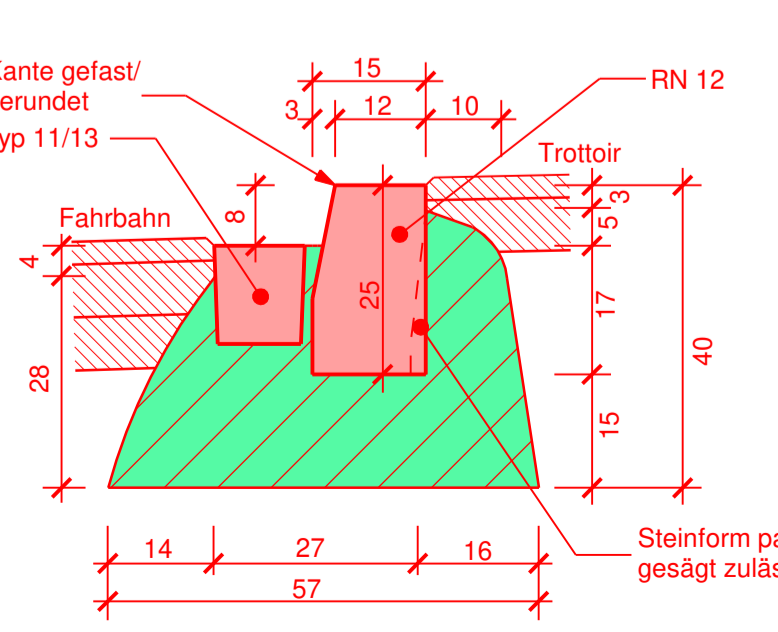 ante gefast/
erundet
yp 11/13
Fahrbahn
15
3
12
10
RN 12
Trottoir
8
3
5
4
25
17
40
28
15
Steinform pa
gesägt zuläs
14
27
16
57